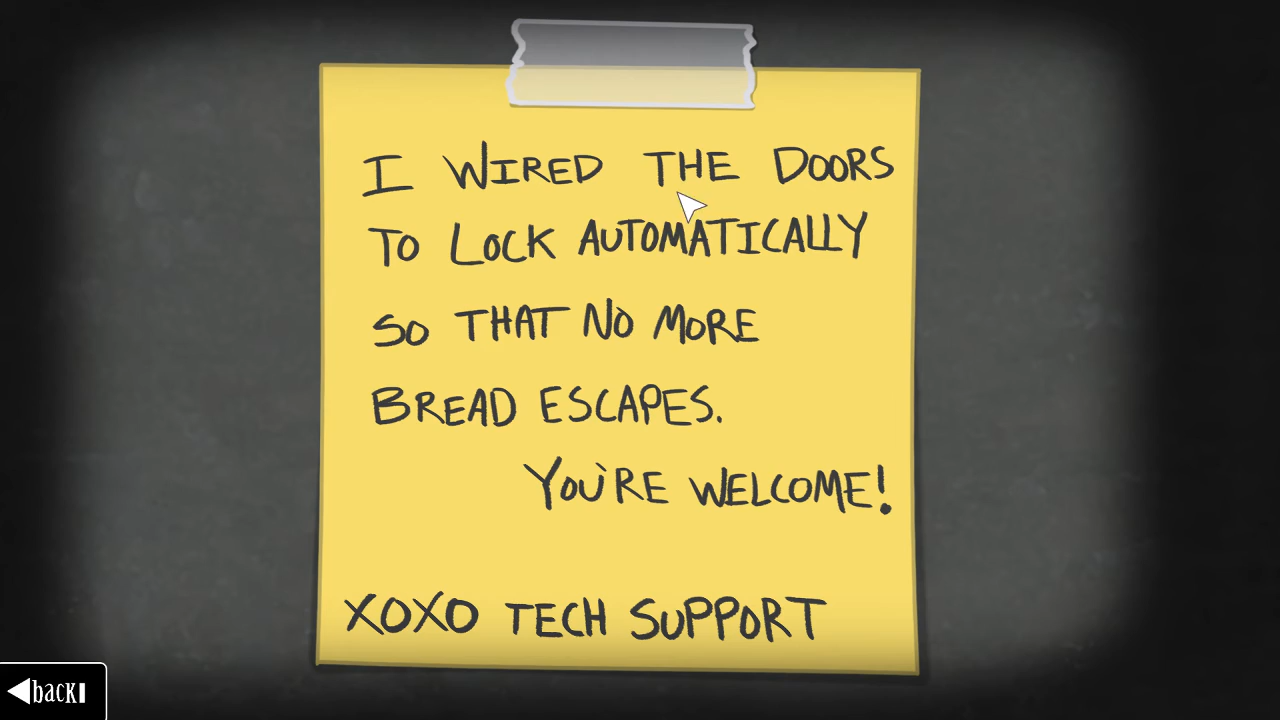 I WIRED THE DOORS
TO LOCK AUTOMATICALLY
SO THAT NO MORE
BREAD ESCAPES.
YOU'RE WELCOME!
XOXO TECH SUPPORT
BACK